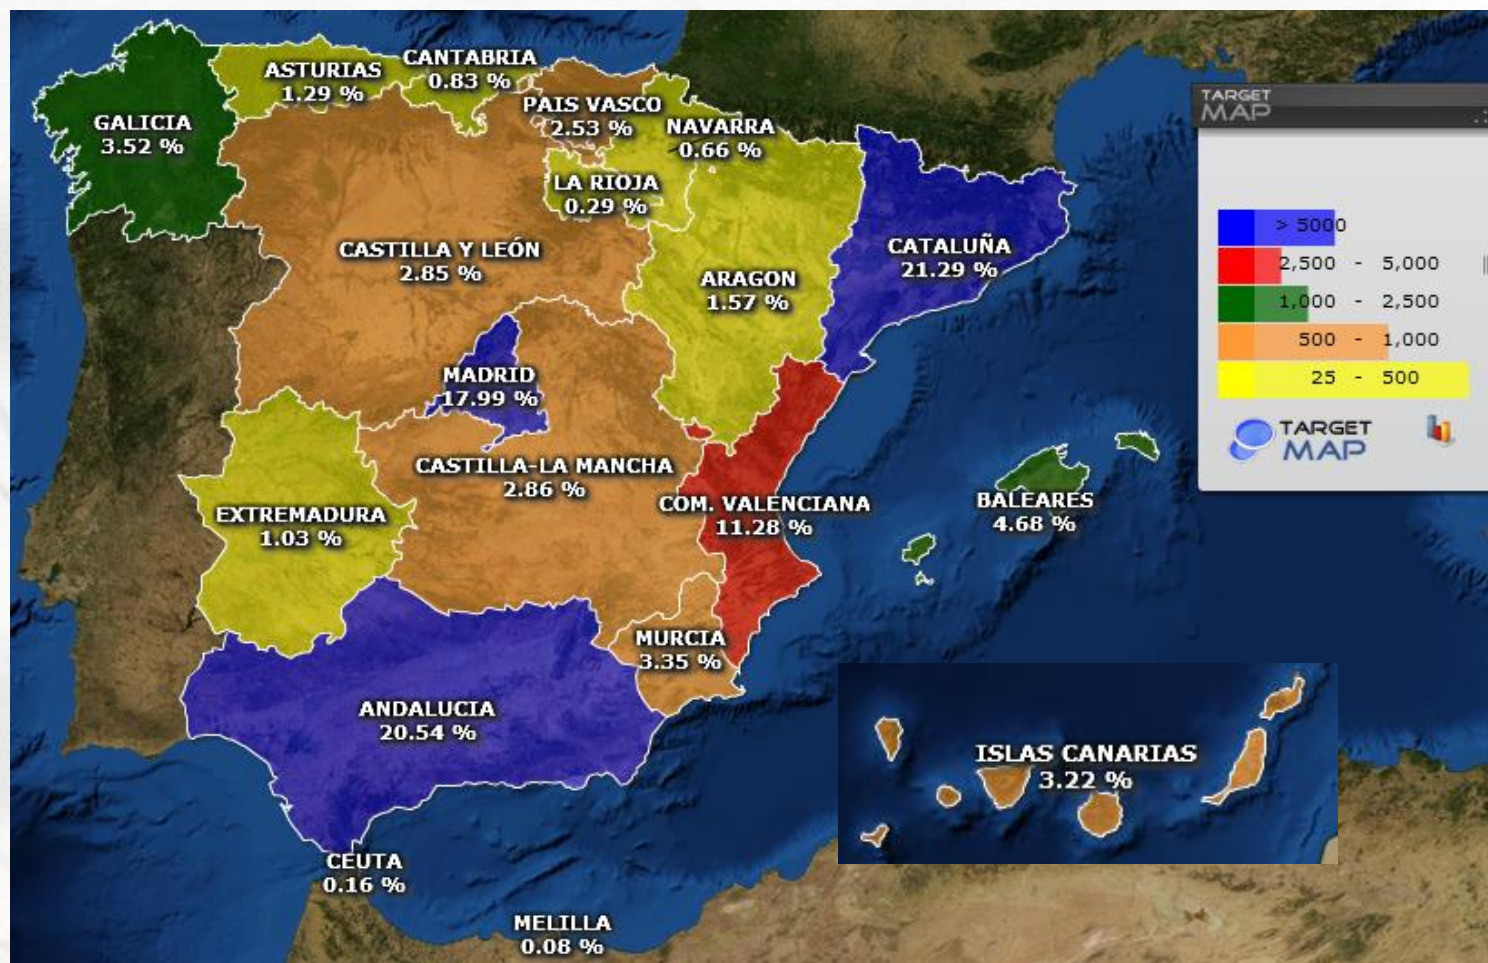 ASTURIAS
1.29 %
CANTABRIA
0.83 %
PAIS VASCO
2.53 %
NAVARRA
0.66 %
GALICIA
3.52 %
LA RIOJA
0.29 %
CASTILLA Y LEÓN
2.85 %
ARAGON
1.57 %
CATALUÑA
21.29 %
MADRID
17.99 %
CASTILLA-LA MANCHA
2.86 %
COM. VALENCIANA
11.28 %
BALEARES
4.68 %
EXTREMADURA
1.03 %
MURCIA
3.35 %
ANDALUCIA
20.54 %
ISLAS CANARIAS
3.22 %
CEUTA
0.16 %
MELILLA
0.08 %
TARGET
MAP
> 5000
2,500 - 5,000
1,000 - 2,500
500 - 1,000
25 - 500
TARGET
MAP